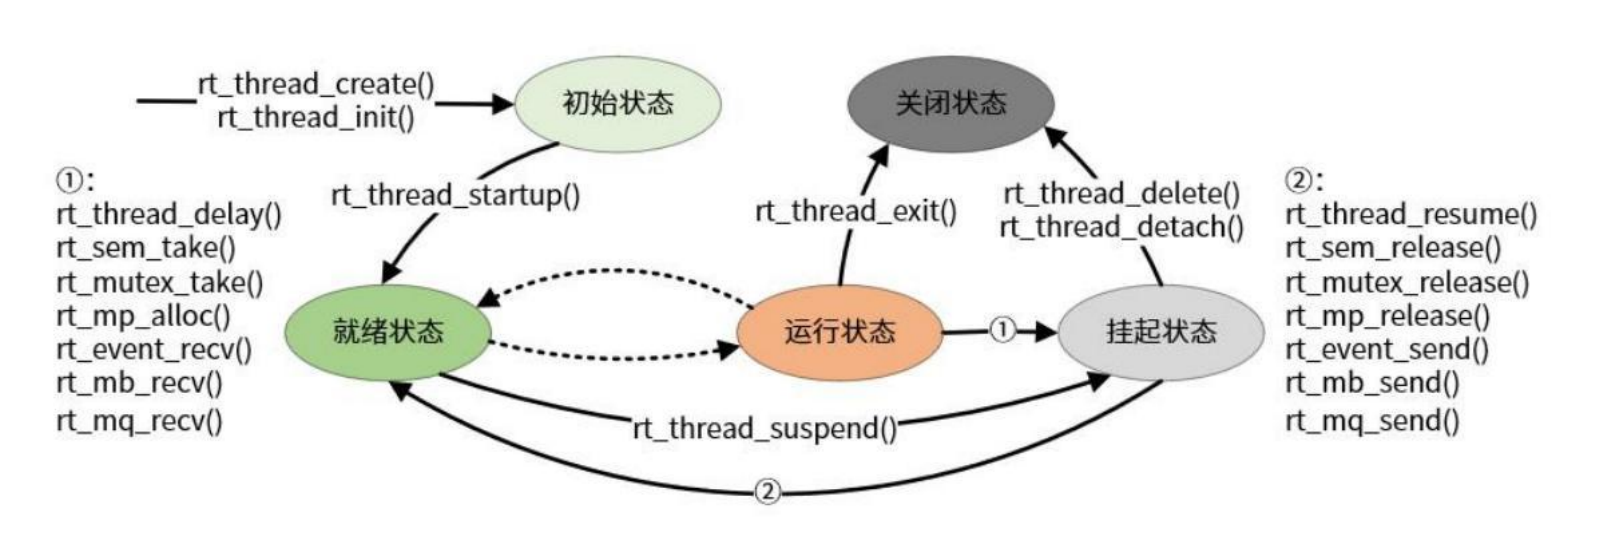 rt_thread_create()
rt_thread_init()
初始状态
关闭状态
rt_thread_startup()
rt_thread_exit()
rt_thread_delete()
rt_thread_detach()
①:
rt_thread_delay()
rt_sem_take()
rt_mutex_take()
rt_mp_alloc()
rt_event_recv()
rt_mb_recv()
rt_mq_recv()
就绪状态
运行状态
①
挂起状态
rt_thread_suspend()
②
②:
rt_thread_resume()
rt_sem_release()
rt_mutex_release()
rt_mp_release()
rt_event_send()
rt_mb_send()
rt_mq_send()